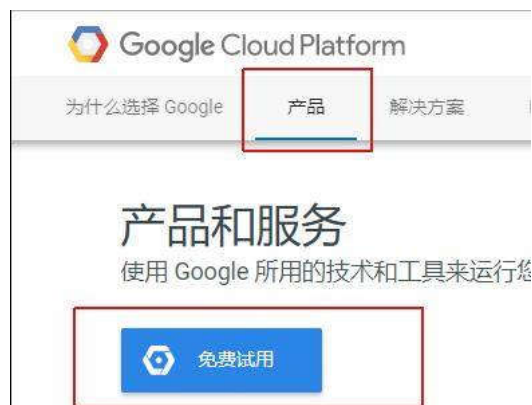 Google Cloud Platform
为什么选择 Google 产品 解决方案
产品和服务
使用 Google 所用的技术和工具来运行您
免费试用